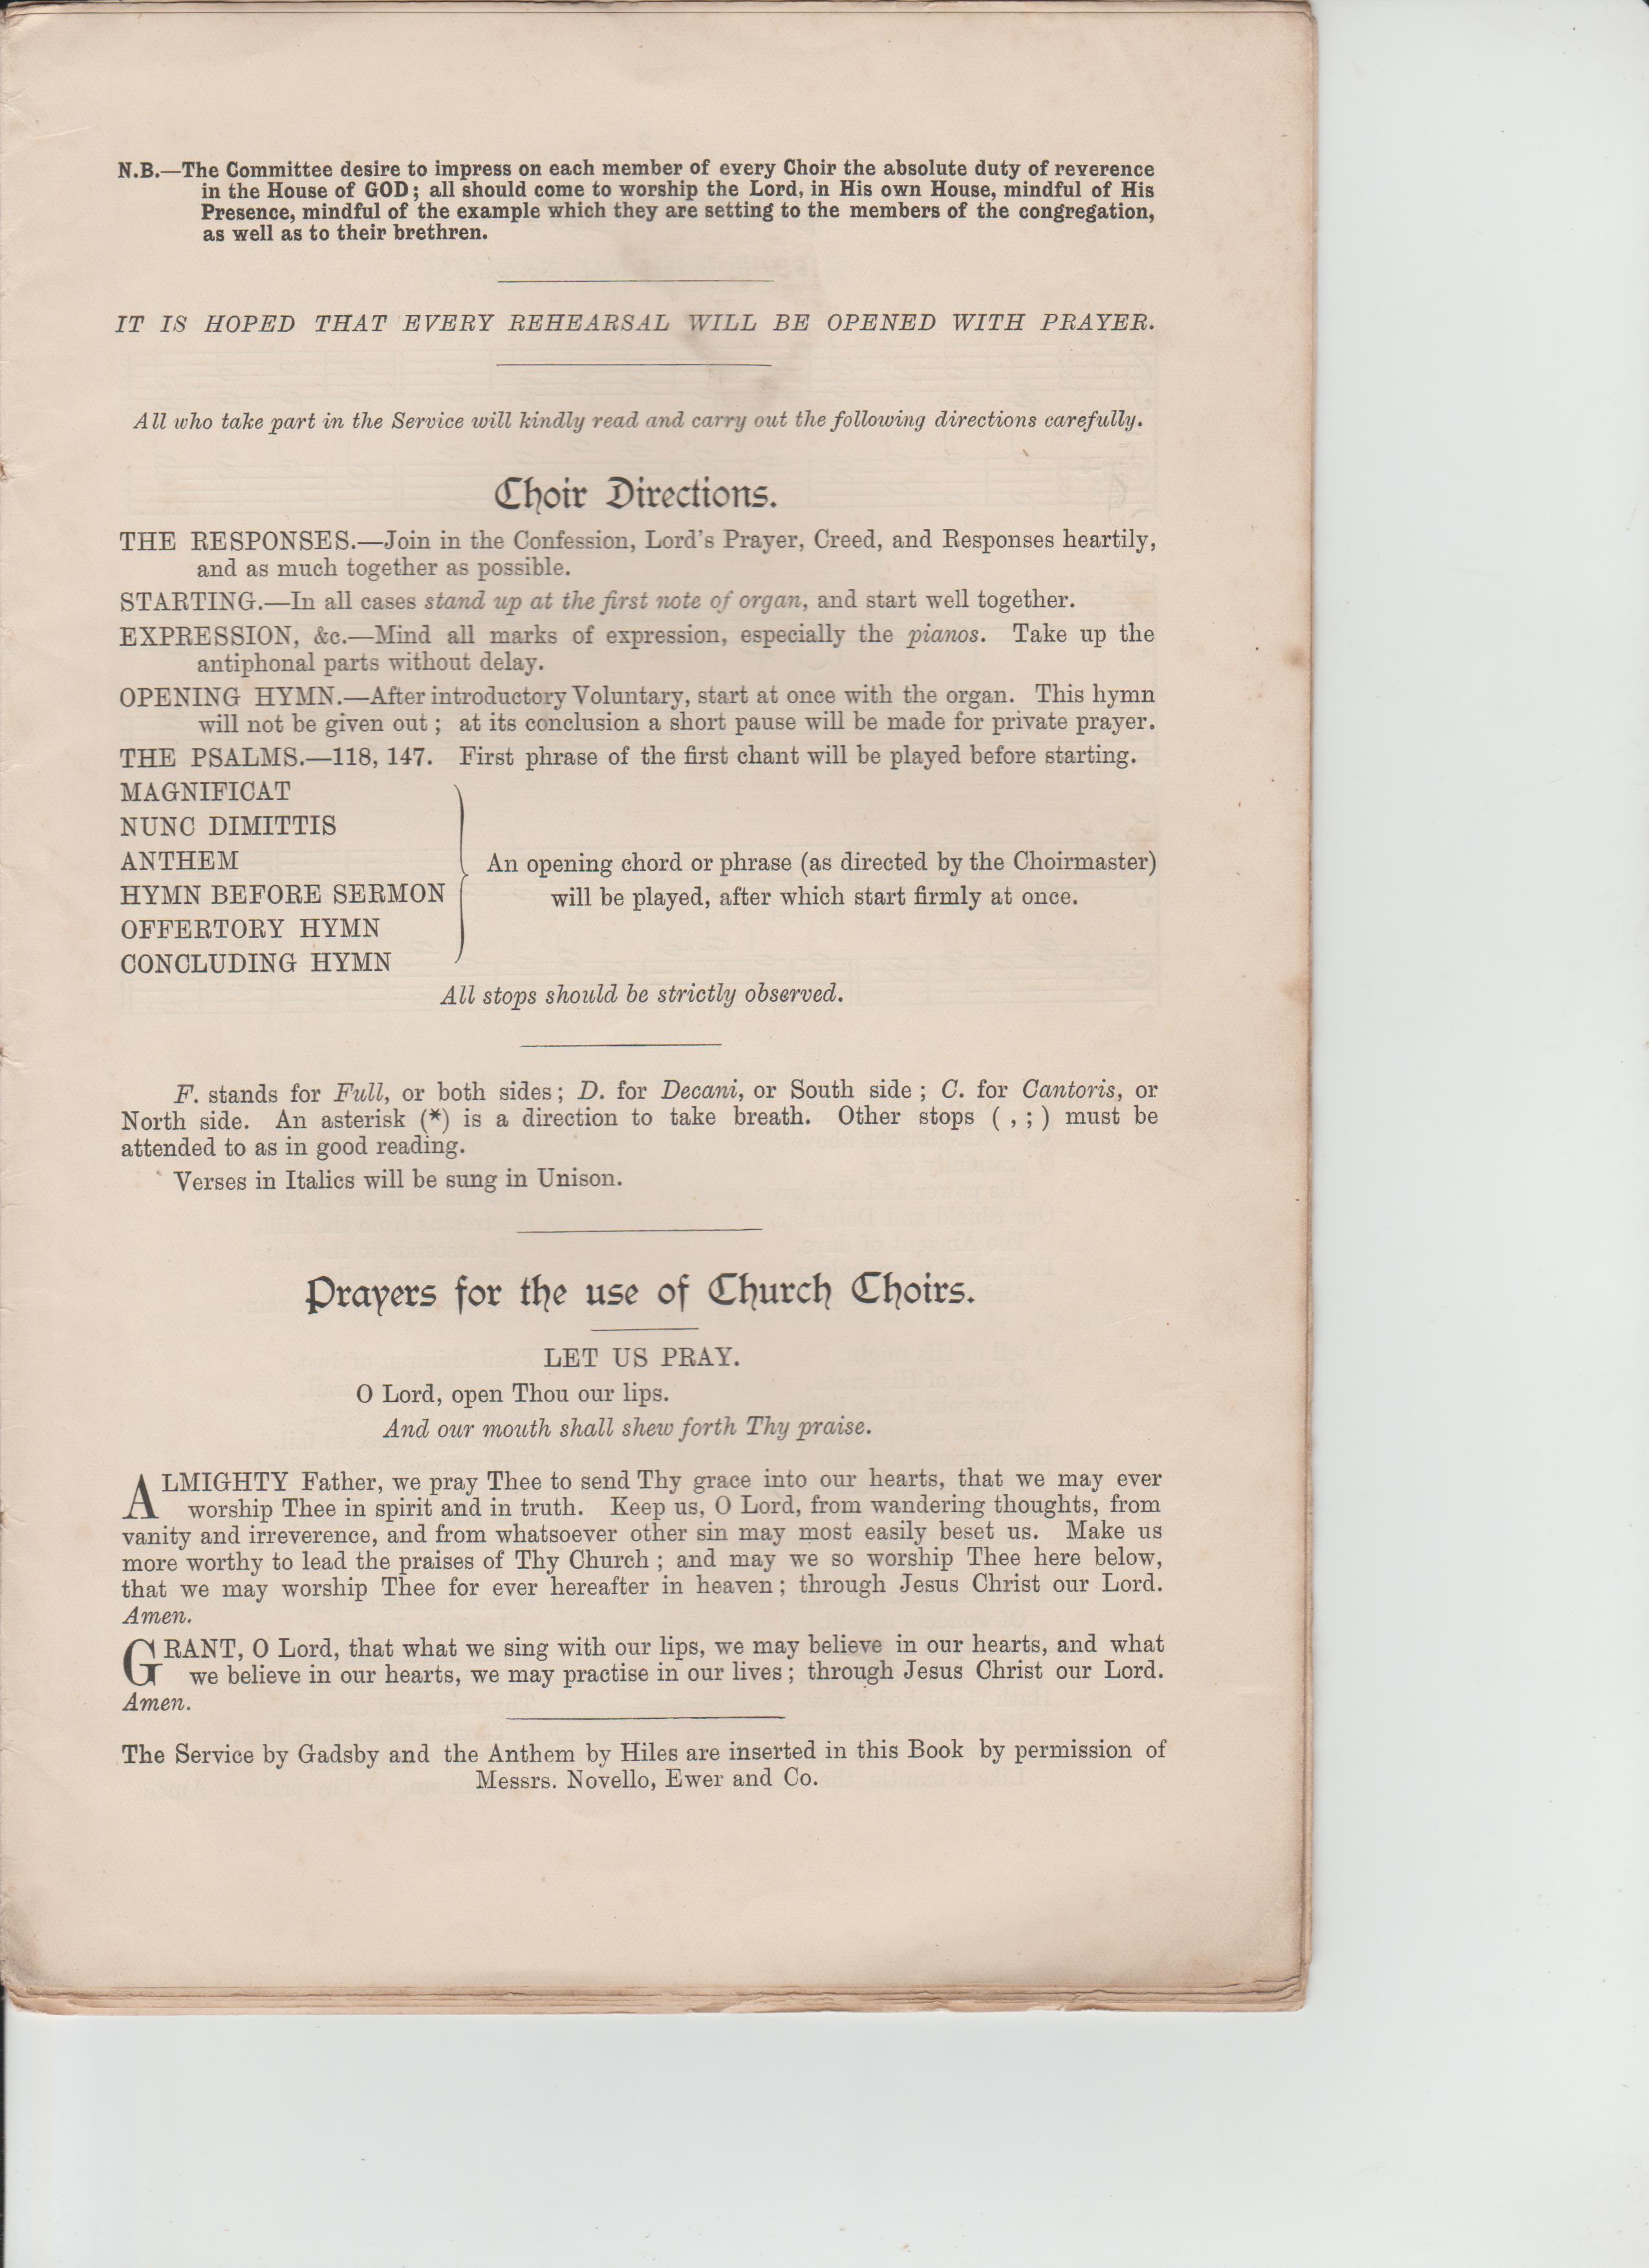 N.B.—The Committee desire to impress on each member of every Choir the absolute duty of reverence
in the House of GOD; all should come to worship the Lord, in His own House, mindful of His
Presence, mindful of the example which they are setting to the members of the congregation,
as well as to their brethren.
IT IS HOPED THAT EVERY REHEARSAL WILL BE OPENED WITH PRAYER.
All who take part in the Service will kindly read and carry out the following directions carefully.
Choir Directions.
THE RESPONSES.—Join in the Confession, Lord's Prayer, Creed, and Responses heartily,
and as much together as possible.
STARTING.—In all cases stand up at the first note of organ, and start well together.
EXPRESSION, &c.—Mind all marks of expression, especially the pianos. Take up the
antiphonal parts without delay.
OPENING HYMN.—After introductory Voluntary, start at once with the organ. This hymn
will not be given out; at its conclusion a short pause will be made for private prayer.
THE PSALMS.—118, 147. First phrase of the first chant will be played before starting.
MAGNIFICAT
NUNC DIMITTIS
ANTHEM
HYMN BEFORE SERMON
OFFERTORY HYMN
CONCLUDING HYMN
An opening chord or phrase (as directed by the Choirmaster)
will be played, after which start firmly at once.
All stops should be strictly observed.
F. stands for Full, or both sides; D. for Decani, or South side; C. for Cantoris, or
North side. An asterisk (*) is a direction to take breath. Other stops ( , ; ) must be
attended to as in good reading.
Verses in Italics will be sung in Unison.
Prayers for the use of Church Choirs.
LET US PRAY.
O Lord, open Thou our lips.
And our mouth shall shew forth Thy praise.
ALMIGHTY Father, we pray Thee to send Thy grace into our hearts, that we may ever
worship Thee in spirit and in truth. Keep us, O Lord, from wandering thoughts, from
vanity and irreverence, and from whatsoever other sin may most easily beset us. Make us
more worthy to lead the praises of Thy Church; and may we so worship Thee here below,
that we may worship Thee for ever hereafter in heaven; through Jesus Christ our Lord.
Amen.
GRANT, O Lord, that what we sing with our lips, we may believe in our hearts, and what
we believe in our hearts, we may practise in our lives; through Jesus Christ our Lord.
Amen.
The Service by Gadsby and the Anthem by Hiles are inserted in this Book by permission of
Messrs. Novello, Ewer and Co.